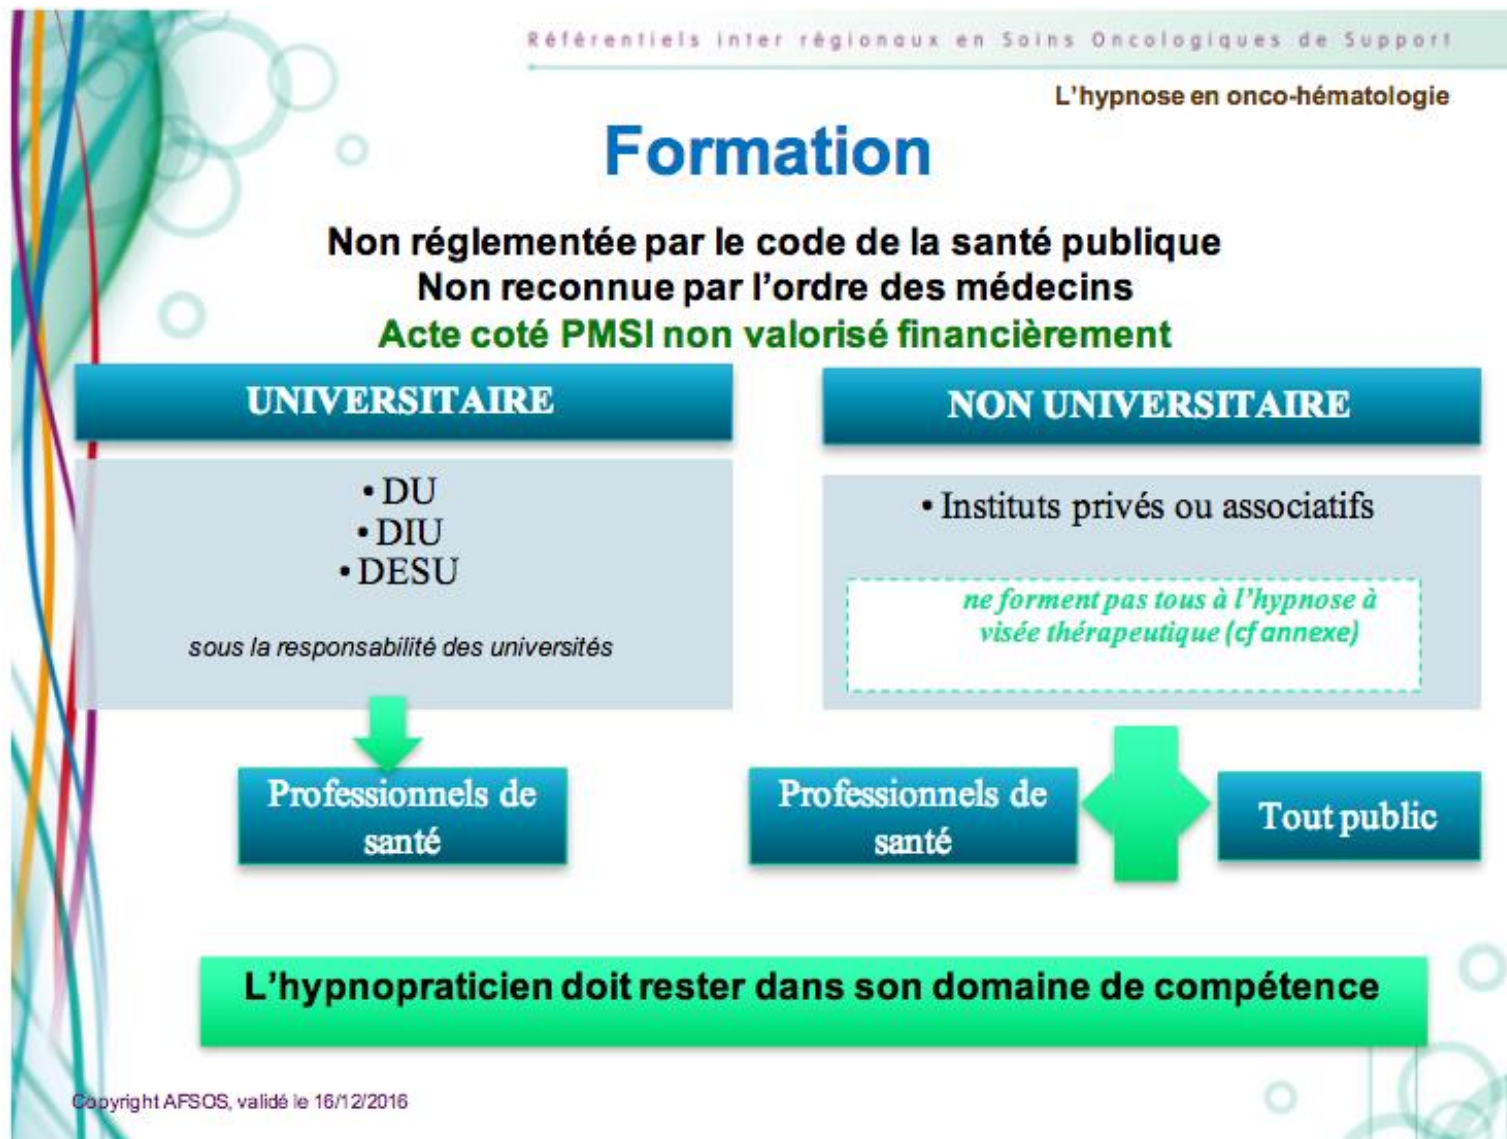 Référentiels inter régionaux en Soins Oncologiques de Support
L'hypnose en onco-hématologie
Formation
Non réglementée par le code de la santé publique
Non reconnue par l'ordre des médecins
Acte coté PMSI non valorisé financièrement
UNIVERSITAIRE
• DU
• DIU
• DESU
sous la responsabilité des universités
Professionnels de
santé
NON UNIVERSITAIRE
• Instituts privés ou associatifs
ne forment pas tous à l'hypnose à
visée thérapeutique (cf annexe)
Professionnels de
santé
Tout public
L'hypnopraticien doit rester dans son domaine de compétence
Copyright AFSOS, validé le 16/12/2016